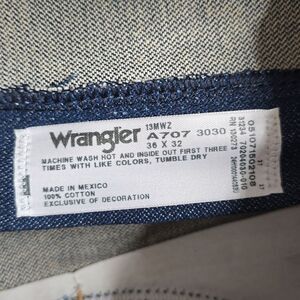 Wrangler
13MWZ
A707 3030
36 X 32
MACHINE WASH HOT AND INSIDE OUT FIRST THREE
TIMES WITH LIKE COLORS, TUMBLE DRY
MADE IN MEXICO
100% COTTON
EXCLUSIVE OF DECORATION
051071502108